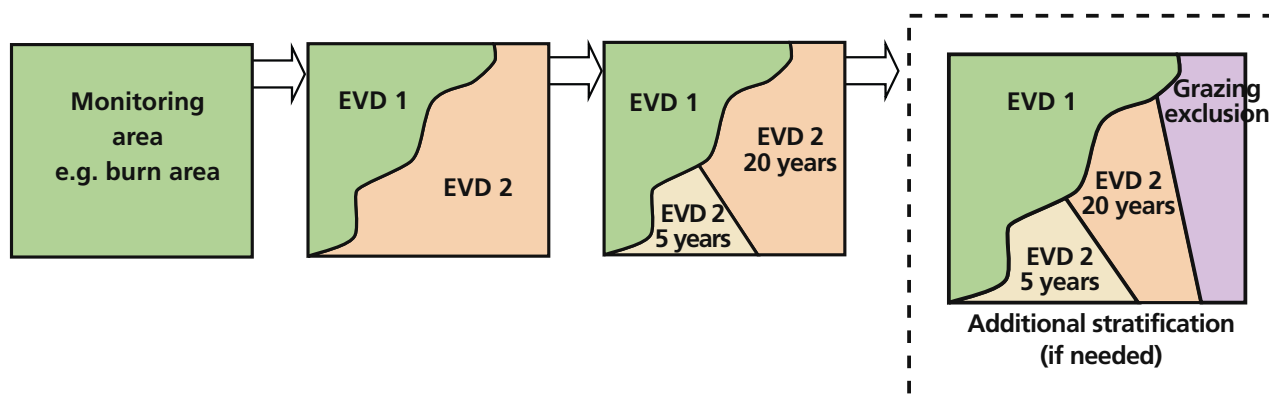 Monitoring
area
e.g. burn area
EVD 1
EVD 2
EVD 1
EVD 2
20 years
EVD 2
5 years
EVD 1
Grazing
exclusion
EVD 2
20 years
EVD 2
5 years
Additional stratification
(if needed)